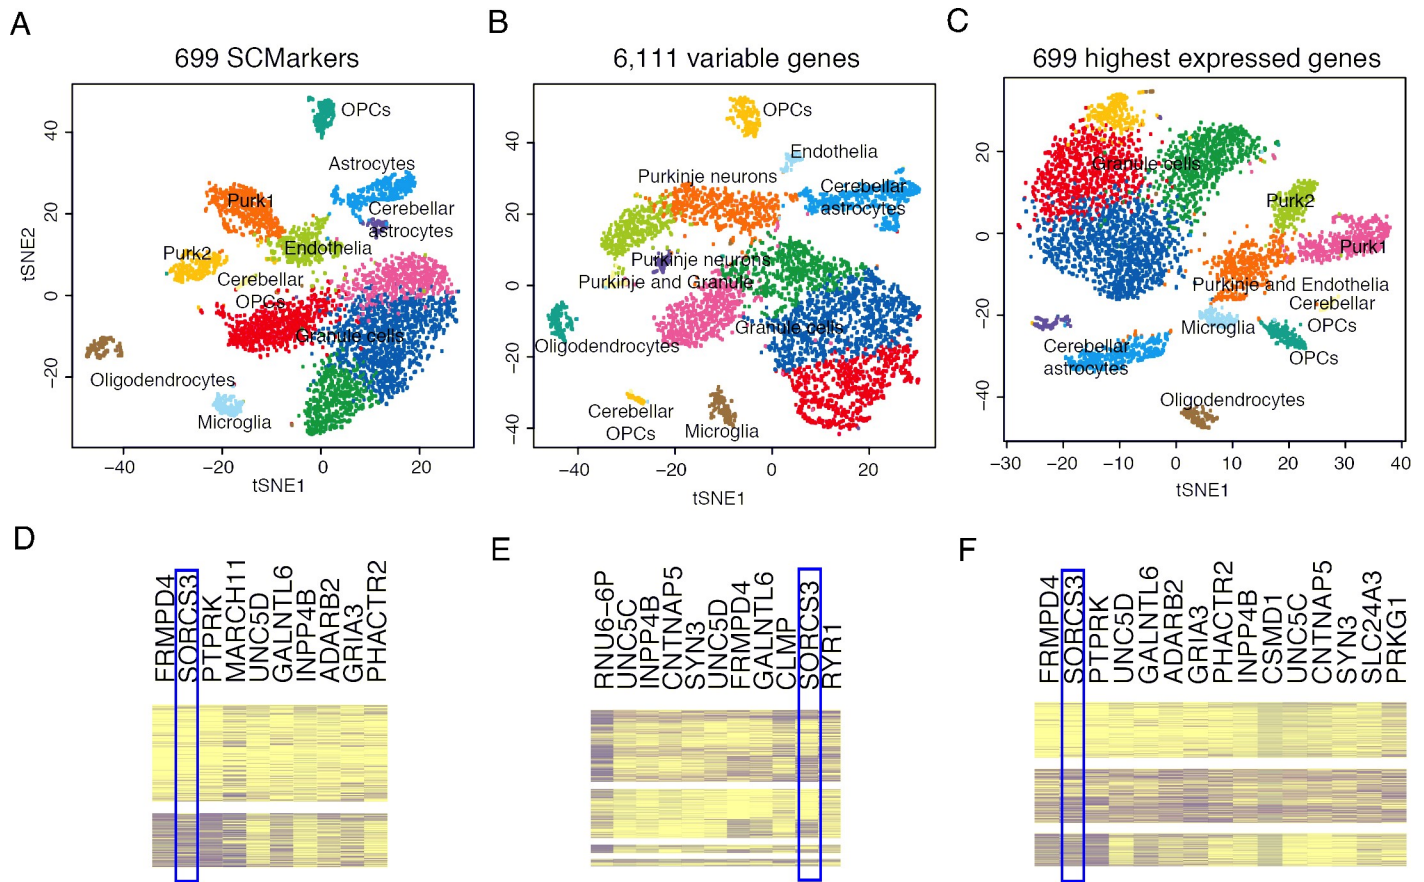 A
B
C
699 SCMarkers
6,111 variable genes
699 highest expressed genes
tSNE2
40
20
0
−20
−40
−20
0
20
tSNE1
OPCs
Astrocytes
Purk1
Cerebellar
astrocytes
Purk2
Endothelia
Cerebellar
OPCs
Granule cells
Oligodendrocytes
Microglia
40
20
0
−20
−40
−40
−20
0
20
tSNE1
OPCs
Endothelia
Purkinje neurons
Cerebellar
astrocytes
Purkinje neurons
Purkinje and Granule
Granule cells
Oligodendrocytes
Cerebellar
OPCs
Microglia
20
0
−20
−40
−30
−20
−10
0
10
20
30
40
tSNE1
Granule cells
Purk2
Purk1
Purkinje and Endothelia
Cerebellar
OPCs
Microglia
OPCs
Cerebellar
astrocytes
Oligodendrocytes
D
FRMPD4
SORCS3
PTPRK
MARCH11
UNC5D
GALNTL6
INPP4B
ADARB2
GRIA3
PHACTR2
E
RNU6−6P
UNC5C
INPP4B
CNTNAP5
SYN3
UNC5D
FRMPD4
GALNTL6
CLMP
SORCS3
RYR1
F
FRMPD4
SORCS3
PTPRK
UNC5D
GALNTL6
ADARB2
GRIA3
PHACTR2
INPP4B
CSMD1
UNC5C
CNTNAP5
SYN3
SLC24A3
PRKG1